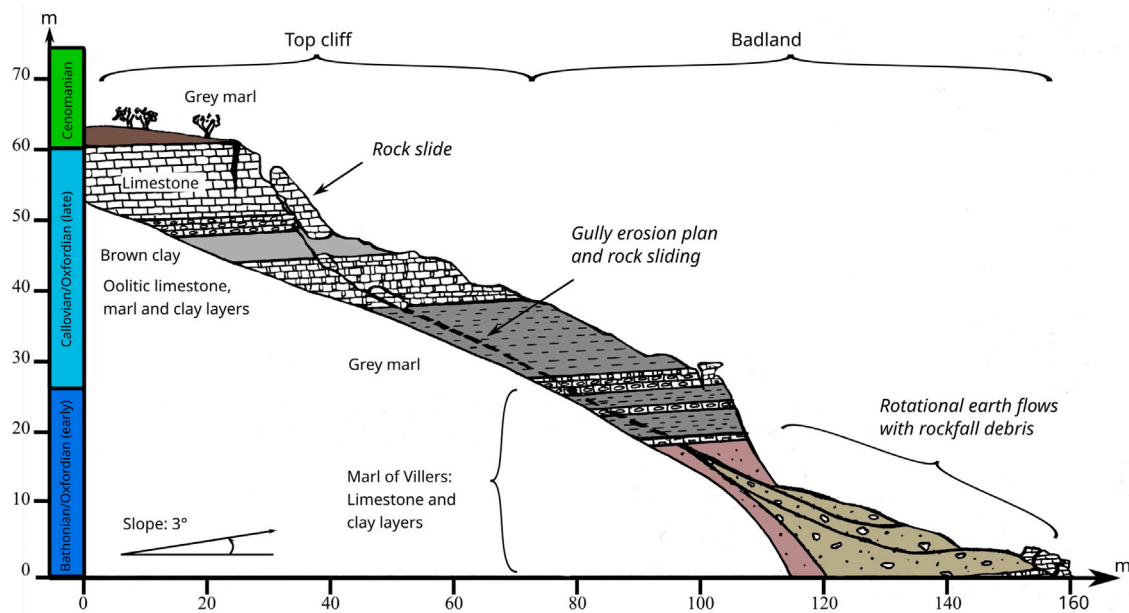 m
Top cliff
Badland
70
60
50
40
30
20
10
0
Cenomanian
Callovian/Oxfordian (late)
Bathonian/Oxfordian (early)
Grey marl
Rock slide
Limestone
Gully erosion plan
and rock sliding
Brown clay
Oolitic limestone,
marl and clay layers
Grey marl
Rotational earth flows
with rockfall debris
Marl of Villers:
Limestone and
clay layers
Slope: 3°
m
0
20
40
60
80
100
120
140
160